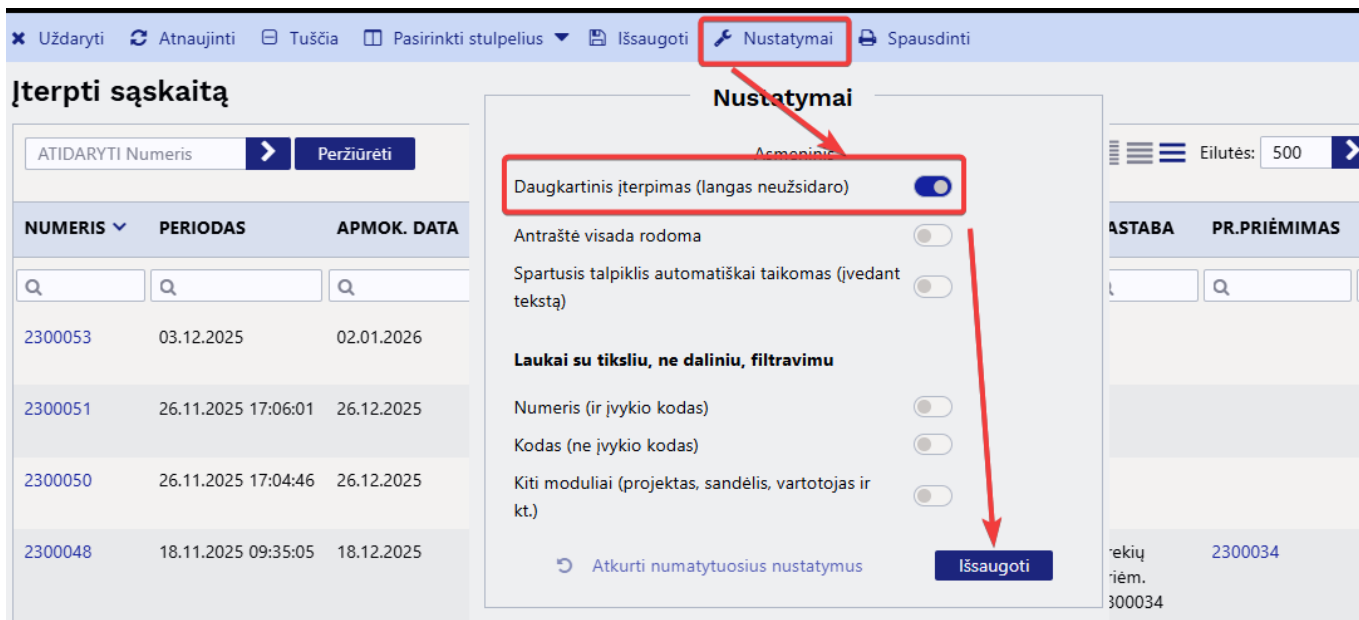 Uždaryti Atnaujinti Tuščia Pasirinkti stulpelius Išsaugoti Nustatymai Spausdinti
Įterpti sąskaitą
Nustatymai
ATIDARYTI Numeris Peržiūrėti
Asmeninis
Eilutės: 500
Daugkartinis įterpimas (langas neužsidaro)
NUMERIS PERIODAS APMOK. DATA
ASTABA PR.PRIĖMIMAS
Antraštė visada rodoma
Spartusis talpiklis automatiškai taikomas (įvedant
tekstą)
2300053 03.12.2025 02.01.2026
Laukai su tiksliu, ne daliniu, filtravimu
2300051 26.11.2025 17:06:01 26.12.2025
Numeris (ir įvykio kodas)
Kodas (ne įvykio kodas)
2300050 26.11.2025 17:04:46 26.12.2025
Kiti moduliai (projektas, sandėlis, vartotojas ir
kt.)
2300048 18.11.2025 09:35:05 18.12.2025
rekių 2300034
riėm.
300034
Atkurti numatytuosius nustatymus Išsaugoti